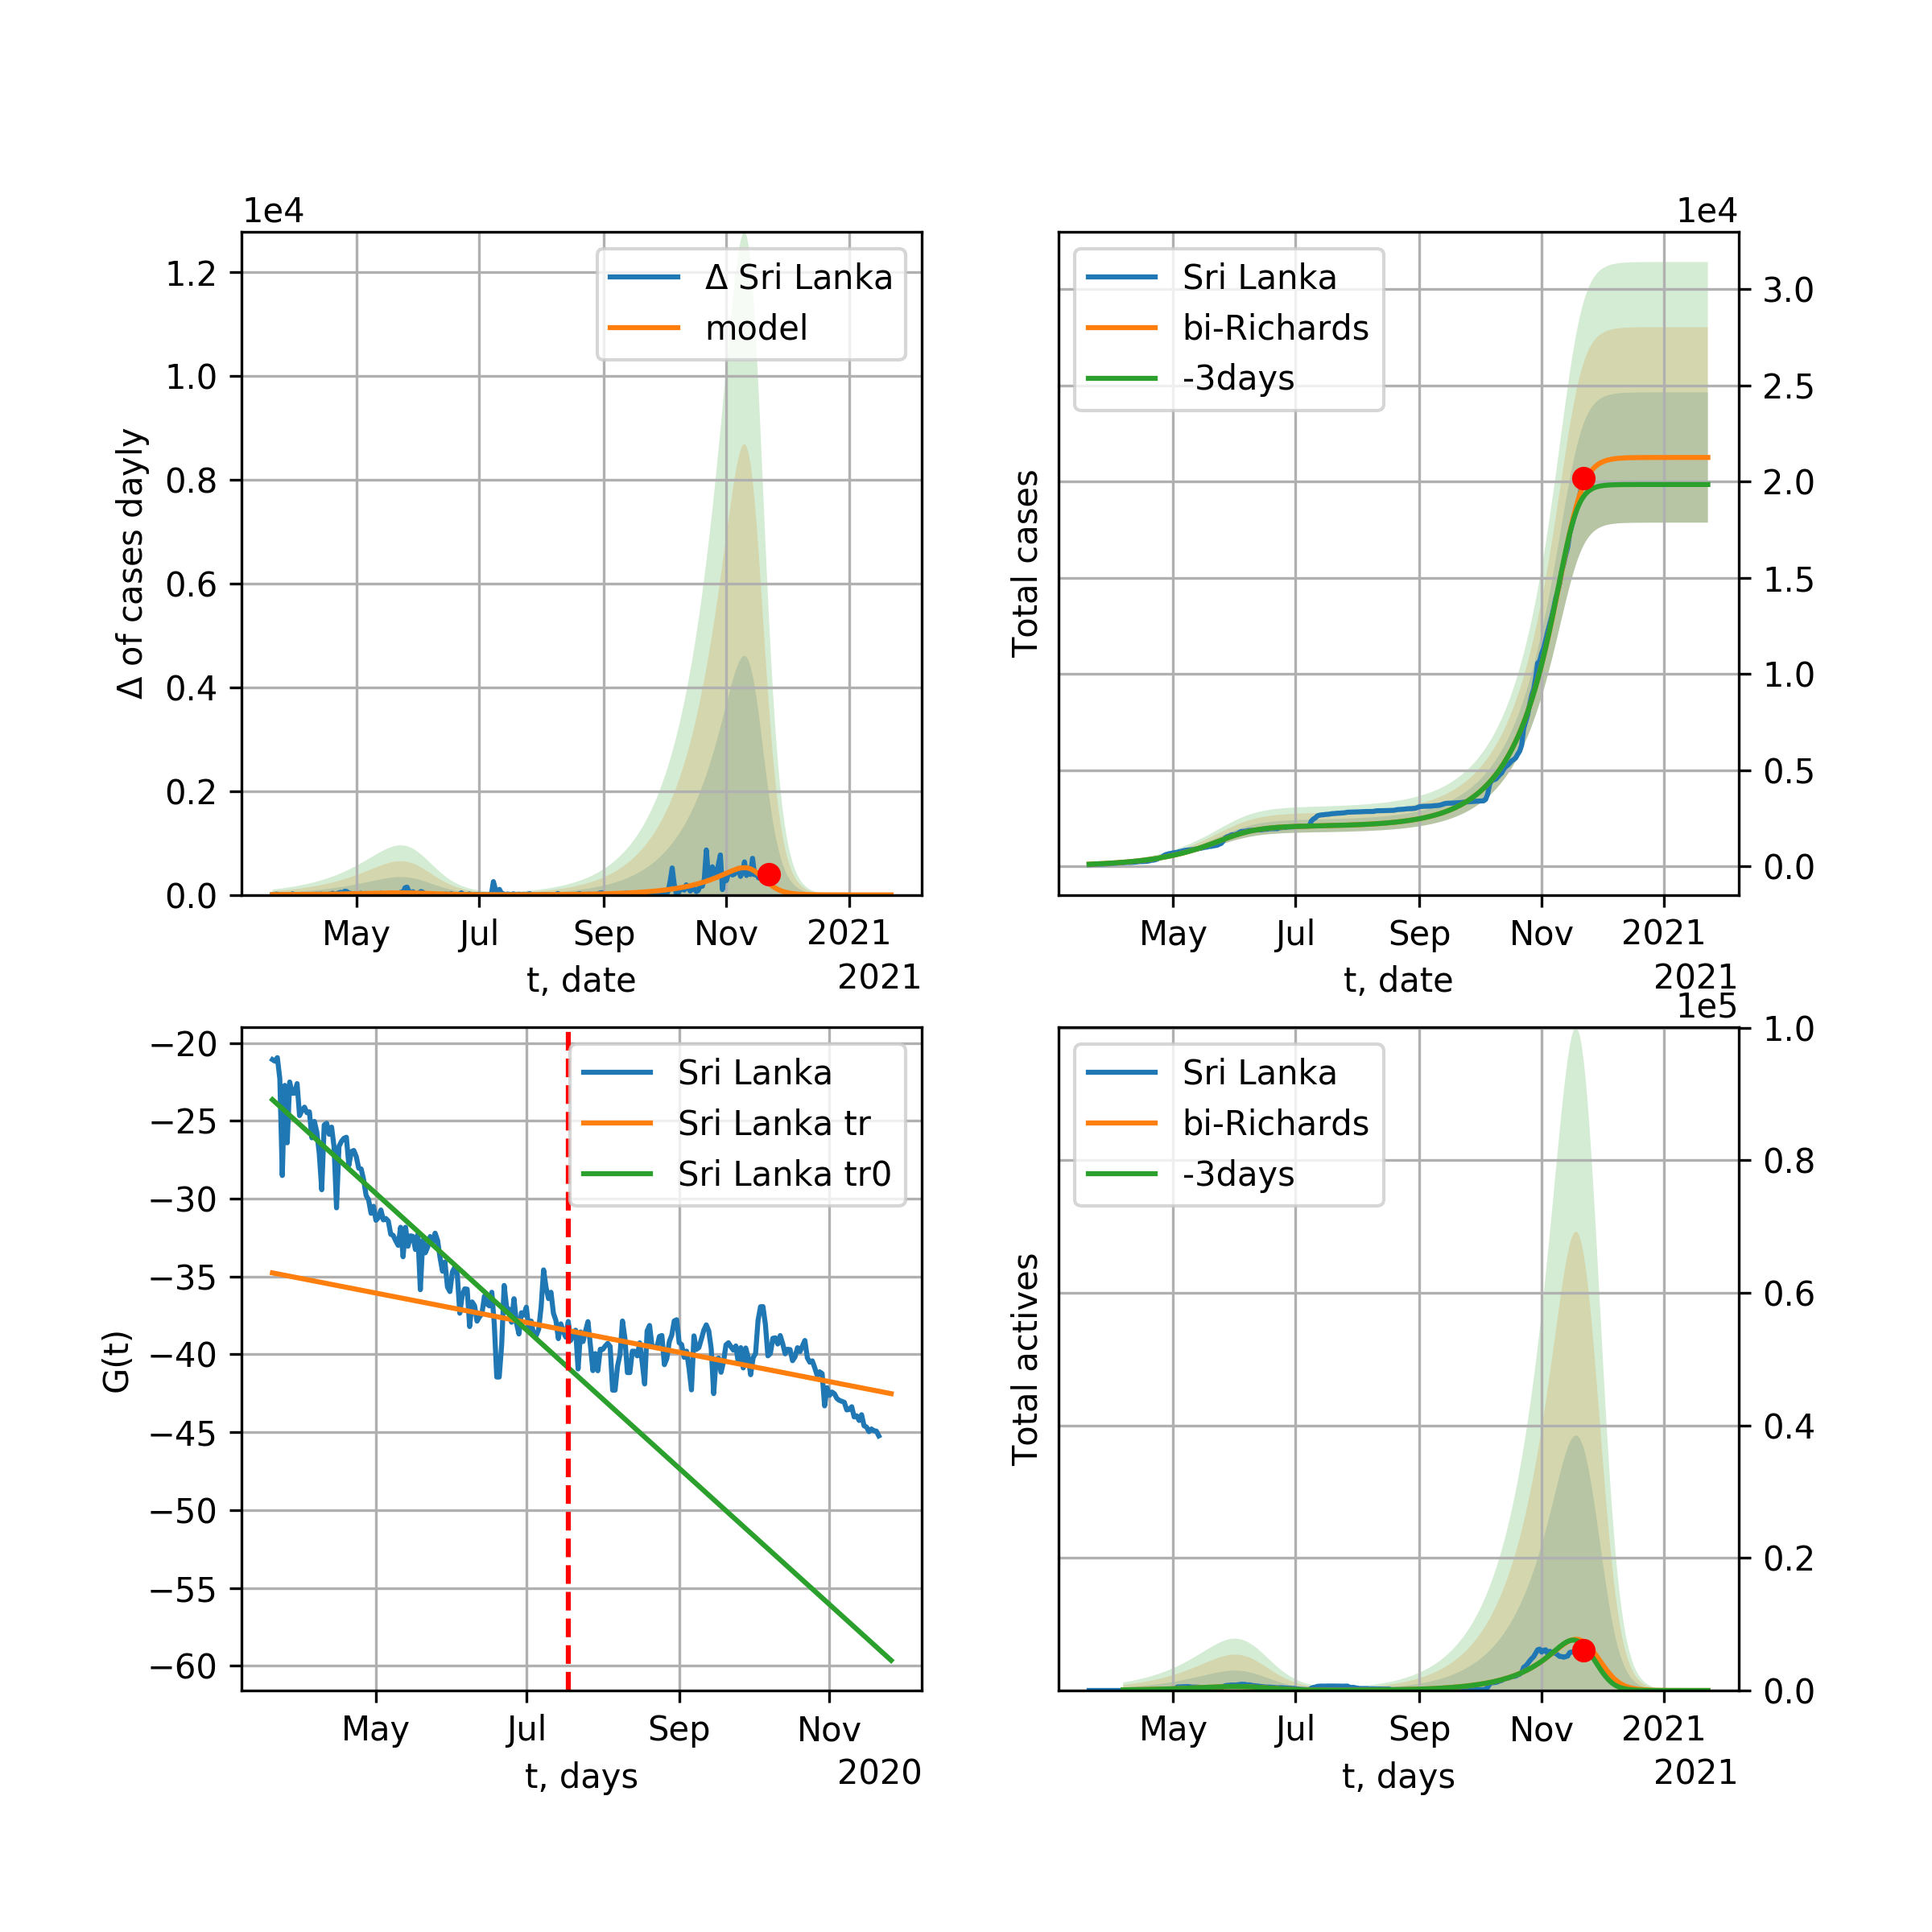 1e4
1.2
1.0
0.8
0.6
0.4
0.2
0.0
Δ of cases dayly
Δ Sri Lanka
model
May Jul Sep Nov 2021
t, date
2021
1e4
Sri Lanka
bi-Richards
-3days
Total cases
3.0
2.5
2.0
1.5
1.0
0.5
0.0
May Jul Sep Nov 2021
t, date
2021
−20
−25
−30
−35
−40
−45
−50
−55
−60
G(t)
Sri Lanka
Sri Lanka tr
Sri Lanka tr0
May Jul Sep Nov
t, days
2020
1e5
Sri Lanka
bi-Richards
-3days
Total actives
1.0
0.8
0.6
0.4
0.2
0.0
May Jul Sep Nov 2021
t, days
2021